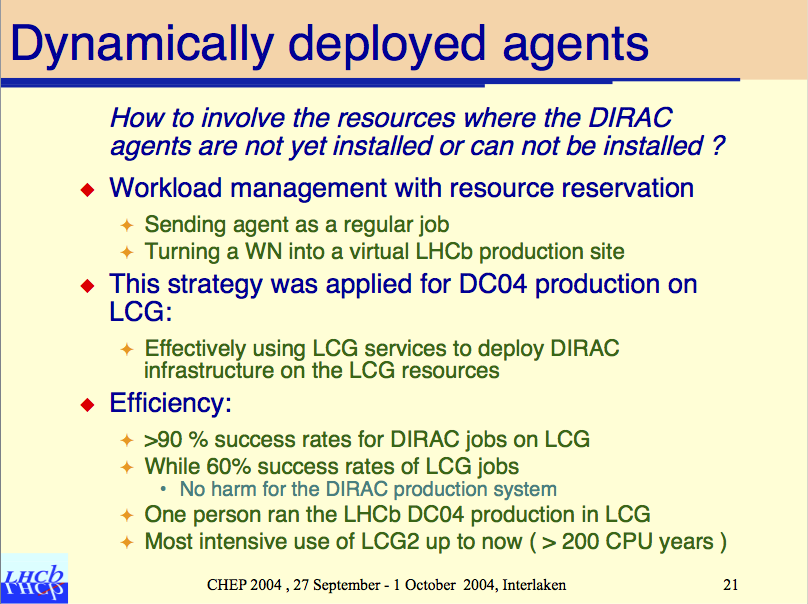 Dynamically deployed agents
How to involve the resources where the DIRAC
agents are not yet installed or can not be installed ?
Workload management with resource reservation
Sending agent as a regular job
Turning a WN into a virtual LHCb production site
This strategy was applied for DC04 production on
LCG:
Effectively using LCG services to deploy DIRAC
infrastructure on the LCG resources
Efficiency:
>90 % success rates for DIRAC jobs on LCG
While 60% success rates of LCG jobs
• No harm for the DIRAC production system
One person ran the LHCb DC04 production in LCG
Most intensive use of LCG2 up to now ( > 200 CPU years )
LHCb
LHCp
CHEP 2004 , 27 September - 1 October 2004, Interlaken
21